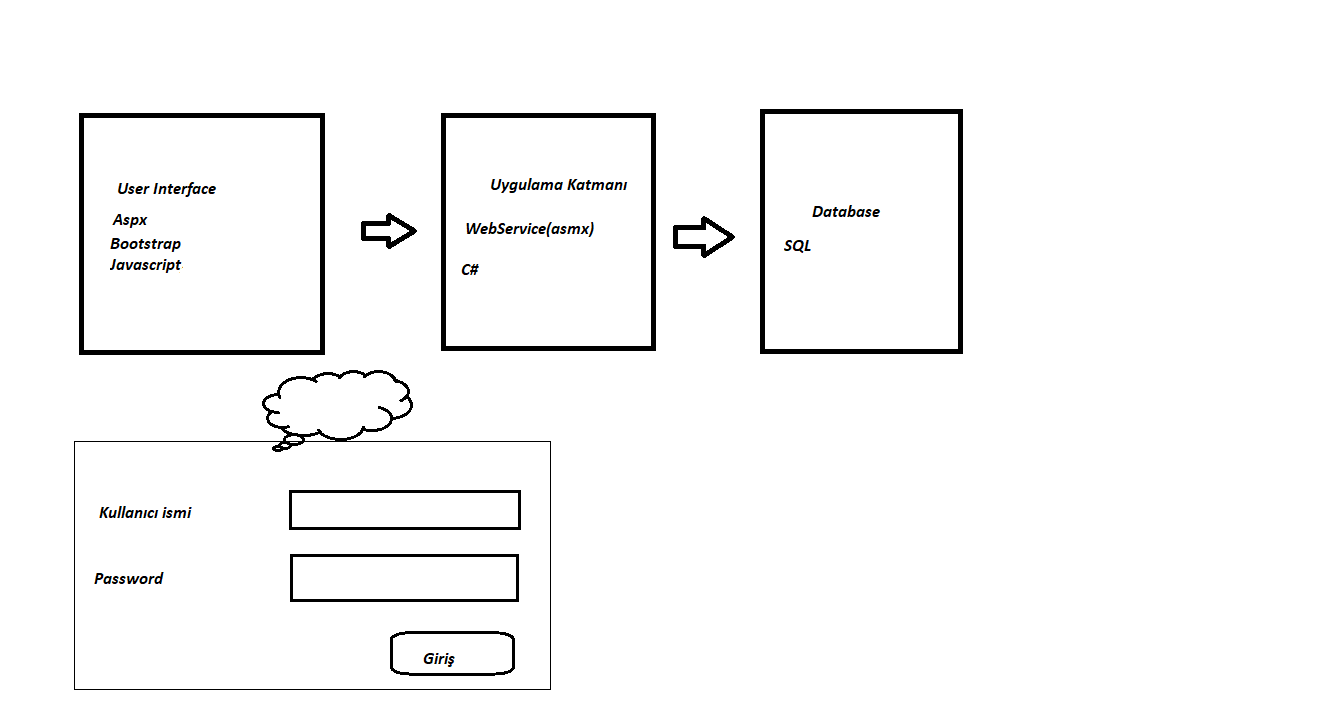 User Interface
Aspx
Bootstrap
Javascript
Uygulama Katmanı
WebService(asmx)
C#
Database
SQL
Kullanıcı ismi
Password
Giriş